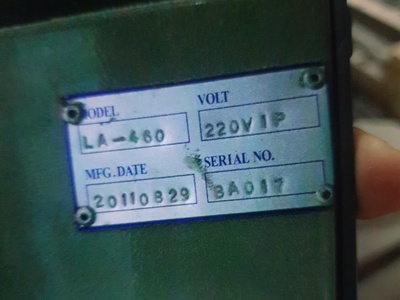 MODEL
VOLT
LA-460
220V1P
MFG.DATE
SERIAL NO.
20110829
BA017